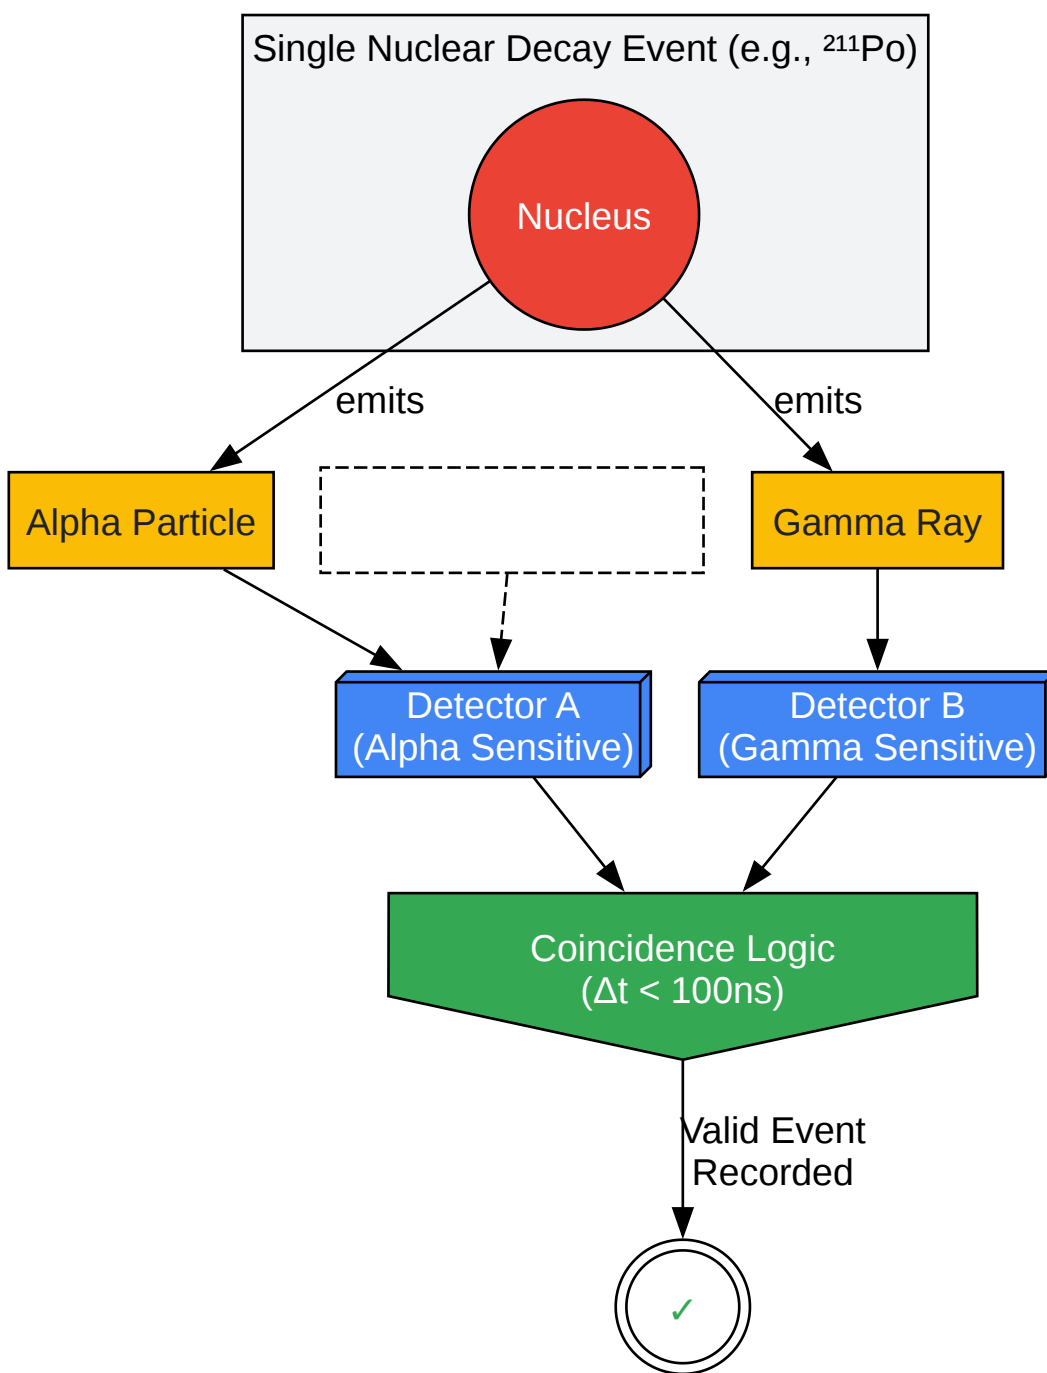 Single Nuclear Decay Event (e.g., ²¹¹Po)
Nucleus
emits
emits
Alpha Particle
Gamma Ray
Detector A
(Alpha Sensitive)
Detector B
(Gamma Sensitive)
Coincidence Logic
(Δt < 100ns)
Valid Event
Recorded
✓